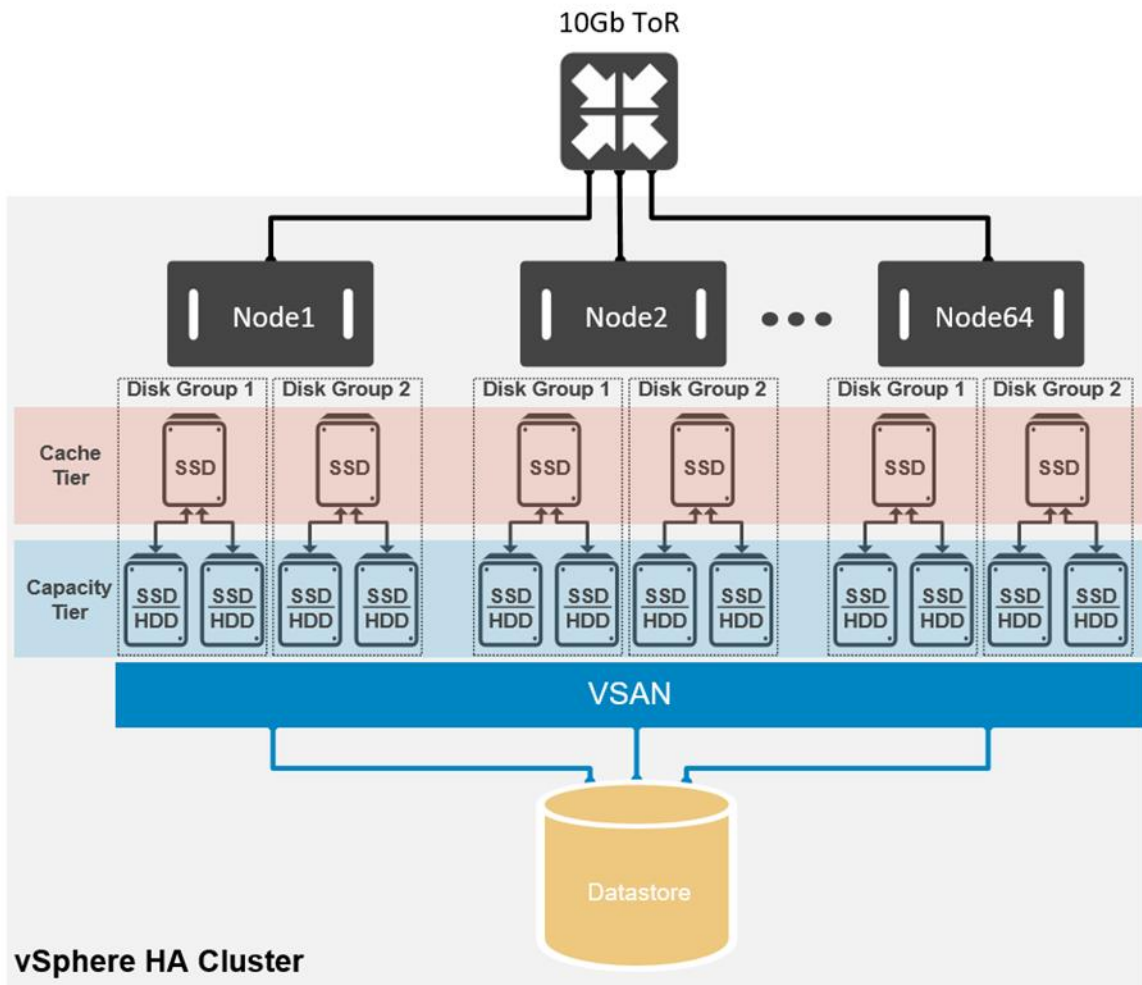 10Gb ToR
Node1
Node2
Node64
Disk Group 1
Disk Group 2
Disk Group 1
Disk Group 2
Disk Group 1
Disk Group 2
Cache
Tier
SSD
SSD
SSD
SSD
SSD
SSD
Capacity
Tier
SSD
HDD
SSD
HDD
SSD
HDD
SSD
HDD
SSD
HDD
SSD
HDD
SSD
HDD
SSD
HDD
SSD
HDD
SSD
HDD
SSD
HDD
SSD
HDD
VSAN
Datastore
vSphere HA Cluster